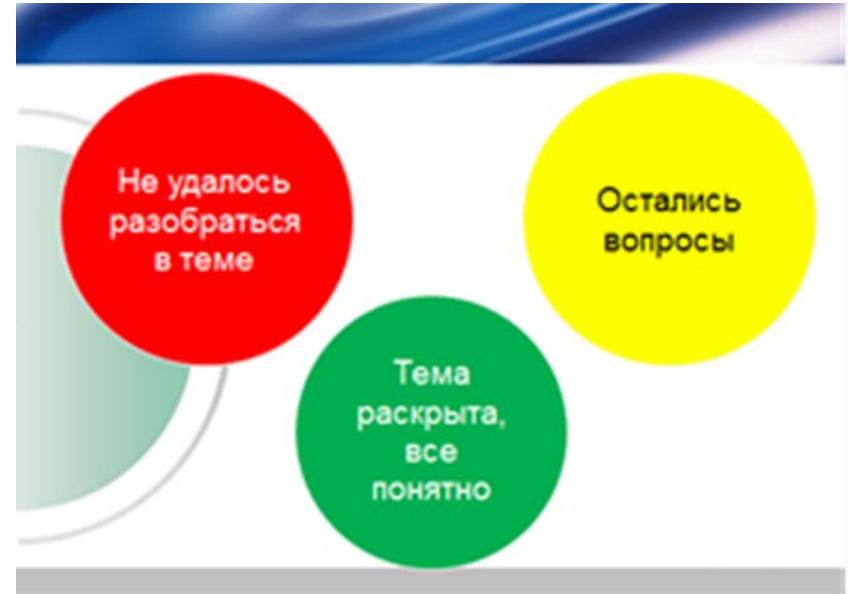 Не удалось
разобраться
в теме
Остались
вопросы
Тема
раскрыта,
все
понятно